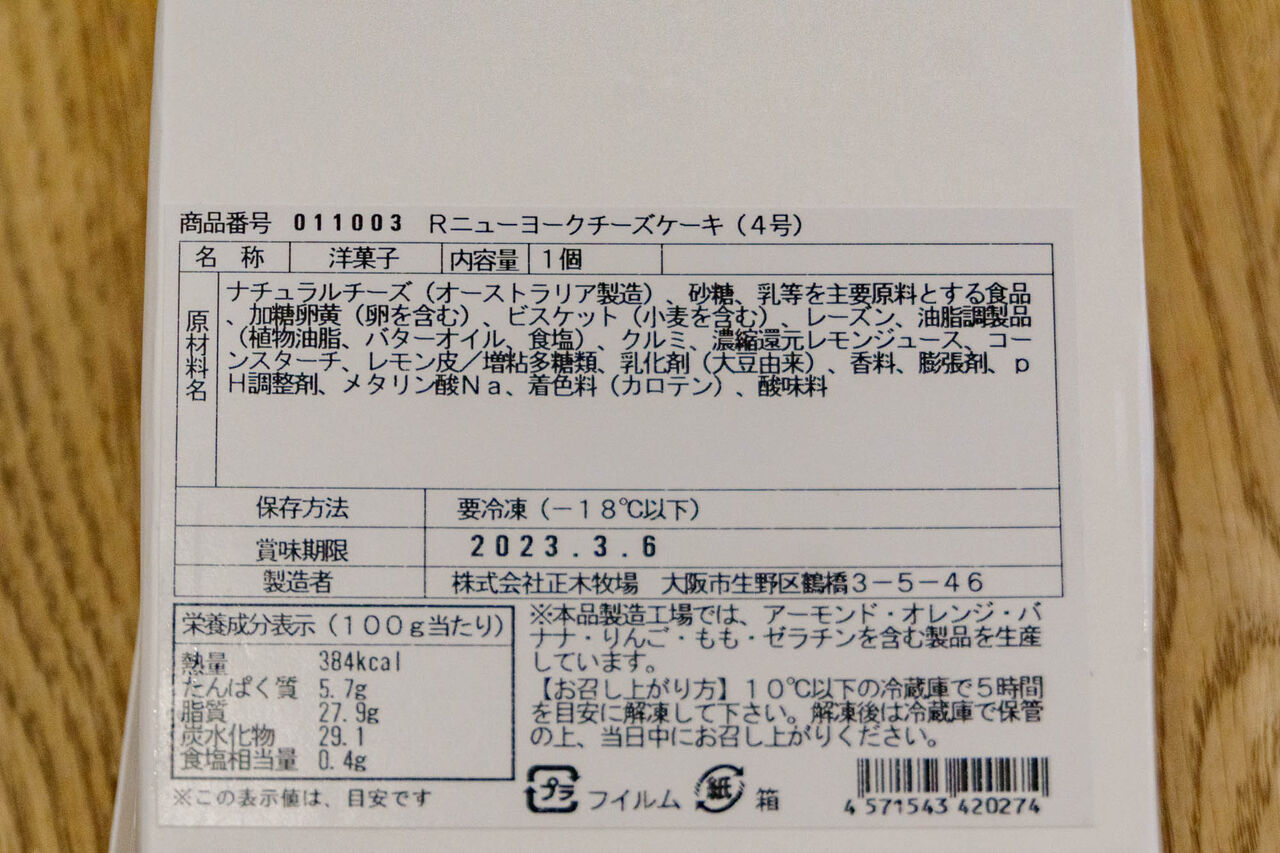 商品番号 011003 Rニューヨークチーズケーキ（4号）
名称 洋菓子 内容量 1個
原材料名
ナチュラルチーズ（オーストラリア製造）、砂糖、乳等を主要原料とする食品
、加糖卵黄（卵を含む）、ビスケット（小麦を含む）、レーズン、油脂調製品
（植物油脂、バターオイル、食塩）、クルミ、濃縮還元レモンジュース、コー
ンスターチ、レモン皮／増粘多糖類、乳化剤（大豆由来）、香料、膨張剤、ｐ
Ｈ調整剤、メタリン酸Ｎａ、着色料（カロテン）、酸味料
保存方法 要冷凍（－１８℃以下）
賞味期限 2023.3.6
製造者 株式会社正木牧場 大阪市生野区鶴橋３－５－４６
栄養成分表示（１００ｇ当たり）
熱量 384kcal
たんぱく質 5.7g
脂質 27.9g
炭水化物 29.1
食塩相当量 0.4g
※この表示値は、目安です
※本品製造工場では、アーモンド・オレンジ・バ
ナナ・りんご・もも・ゼラチンを含む製品を生産
しています。
【お召し上がり方】１０℃以下の冷蔵庫で５時間
を目安に解凍して下さい。解凍後は冷蔵庫で保管
の上、当日中にお召し上がりください。
プラ フイルム 紙 箱
4571543420274